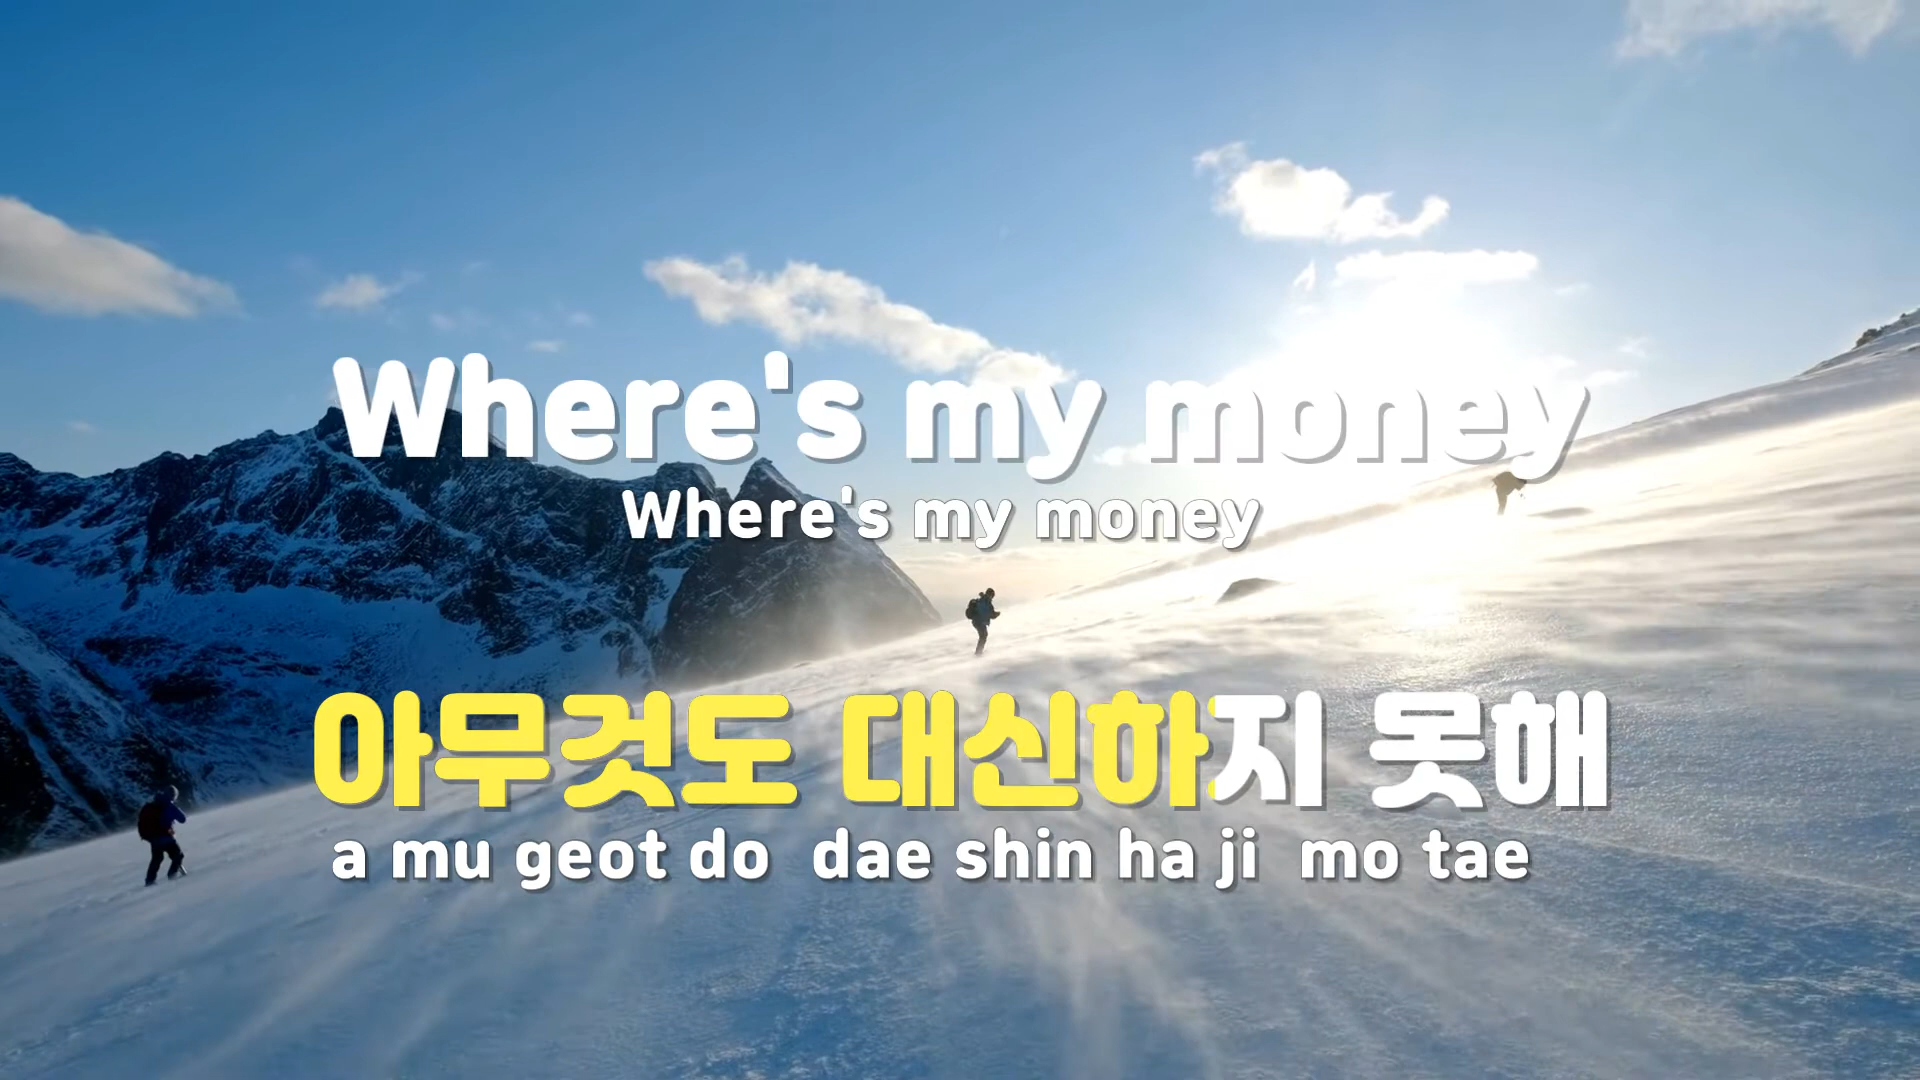 Where's my money
Where's my money
아무것도 대신하지 못해
a mu geot do dae shin ha ji mo tae